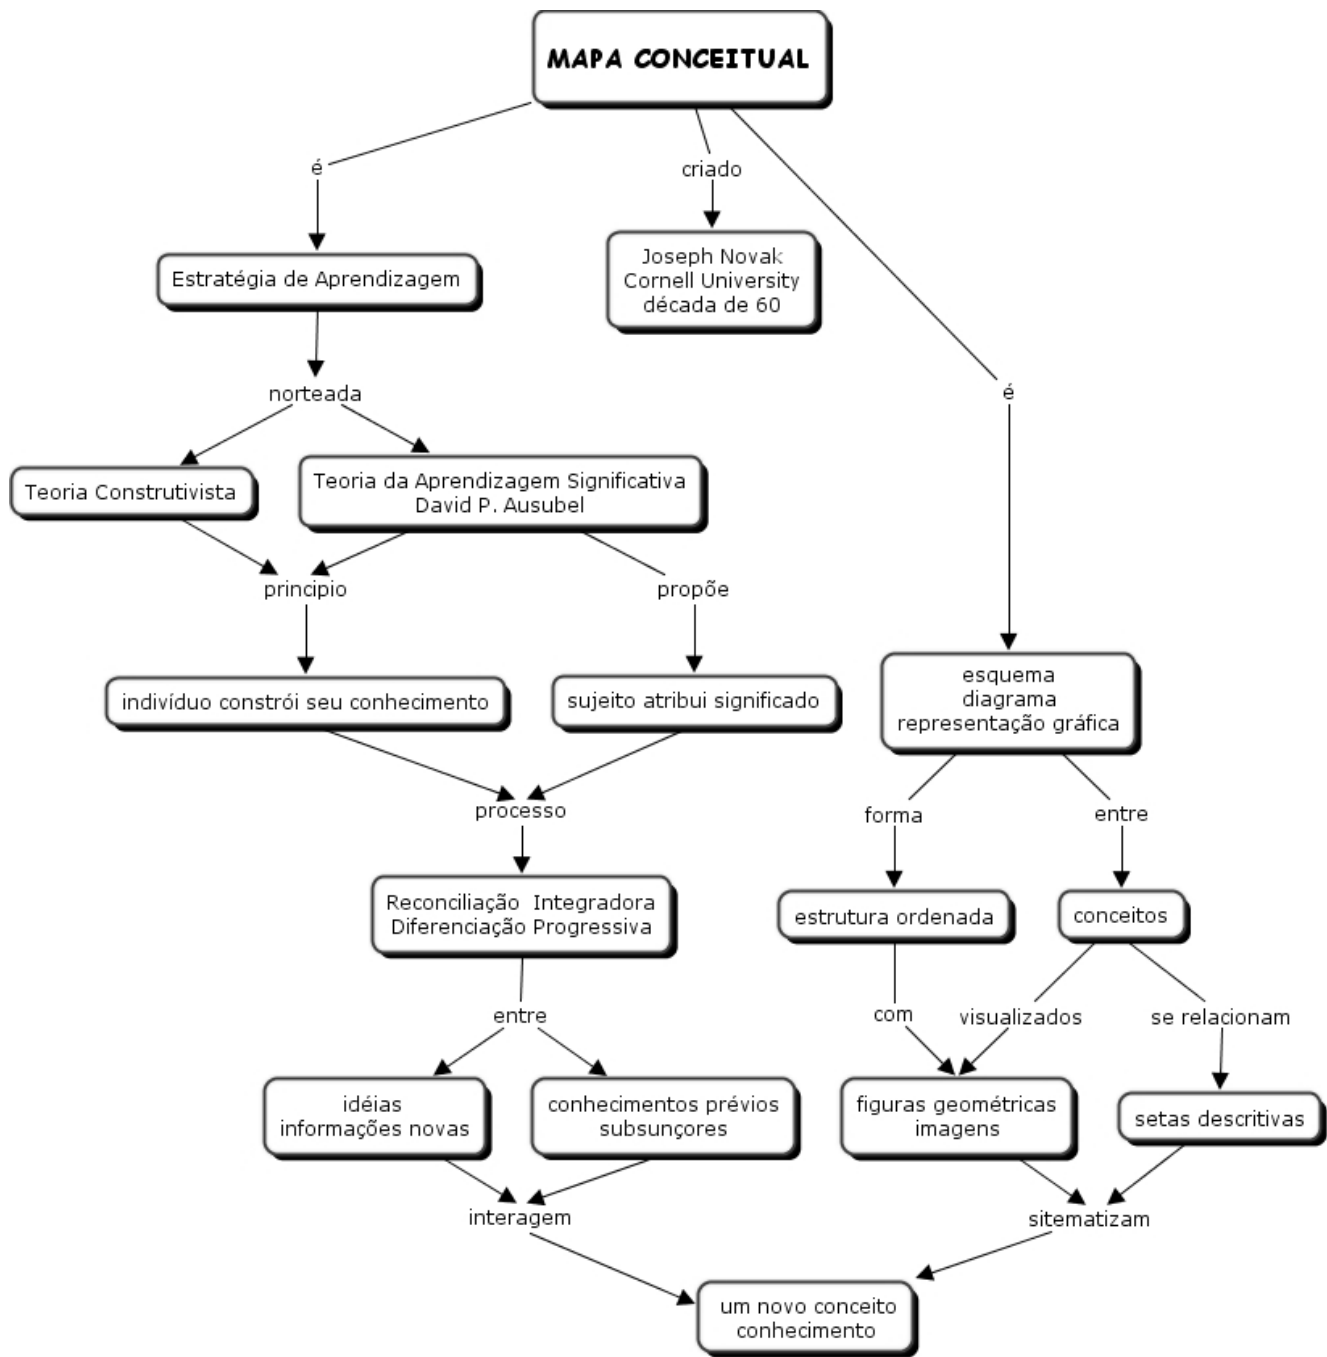 MAPA CONCEITUAL
é
criado
Estratégia de Aprendizagem
Joseph Novak
Cornell University
década de 60
norteada
é
Teoria Construtivista
Teoria da Aprendizagem Significativa
David P. Ausubel
principio
propõe
indivíduo constrói seu conhecimento
sujeito atribui significado
esquema
diagrama
representação gráfica
processo
forma
entre
Reconciliação Integradora
Diferenciação Progressiva
estrutura ordenada
conceitos
entre
com
visualizados
se relacionam
idéias
informações novas
conhecimentos prévios
subsunçores
figuras geométricas
imagens
setas descritivas
interagem
sitematizam
um novo conceito
conhecimento